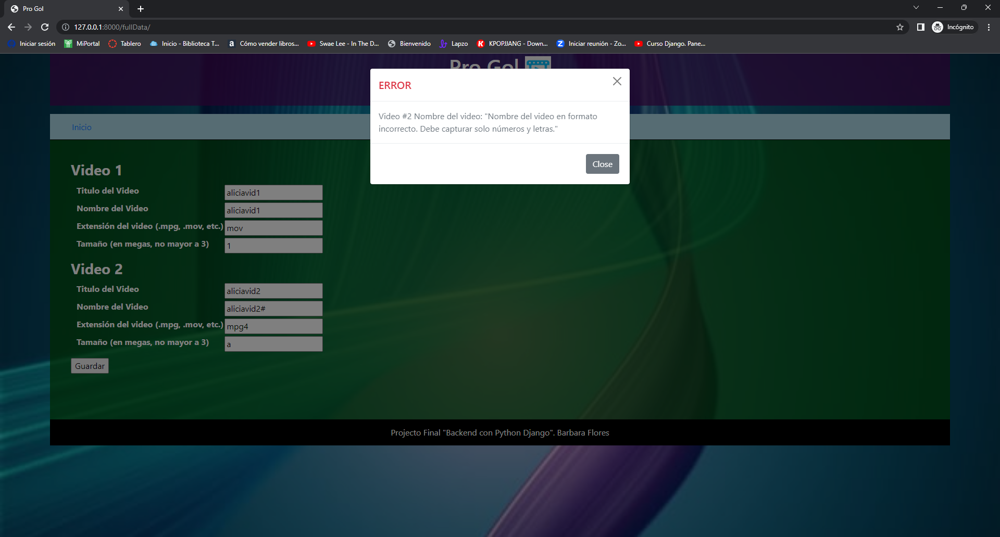 Pro Gol
127.0.0.1:8000/fullData/
Incógnito
Iniciar sesión
MiPortal
Tablero
Inicio - Biblioteca T...
a
Cómo vender libros...
Swae Lee - In The D...
Bienvenido
Lapzo
K
KPOPJJANG - Down...
Z
Iniciar reunión - Zo...
Curso Django. Pane...
Pro Gol
ERROR
Video #2 Nombre del video: "Nombre del video en formato
incorrecto. Debe capturar solo números y letras."
Close
Inicio
Video 1
Titulo del Video
aliciavid1
Nombre del Video
aliciavid1
Extensión del video (.mpg, .mov, etc.)
mov
Tamaño (en megas, no mayor a 3)
1
Video 2
Titulo del Video
aliciavid2
Nombre del Video
aliciavid2#
Extensión del video (.mpg, .mov, etc.)
mpg4
Tamaño (en megas, no mayor a 3)
a
Guardar
Projecto Final "Backend con Python Django". Barbara Flores